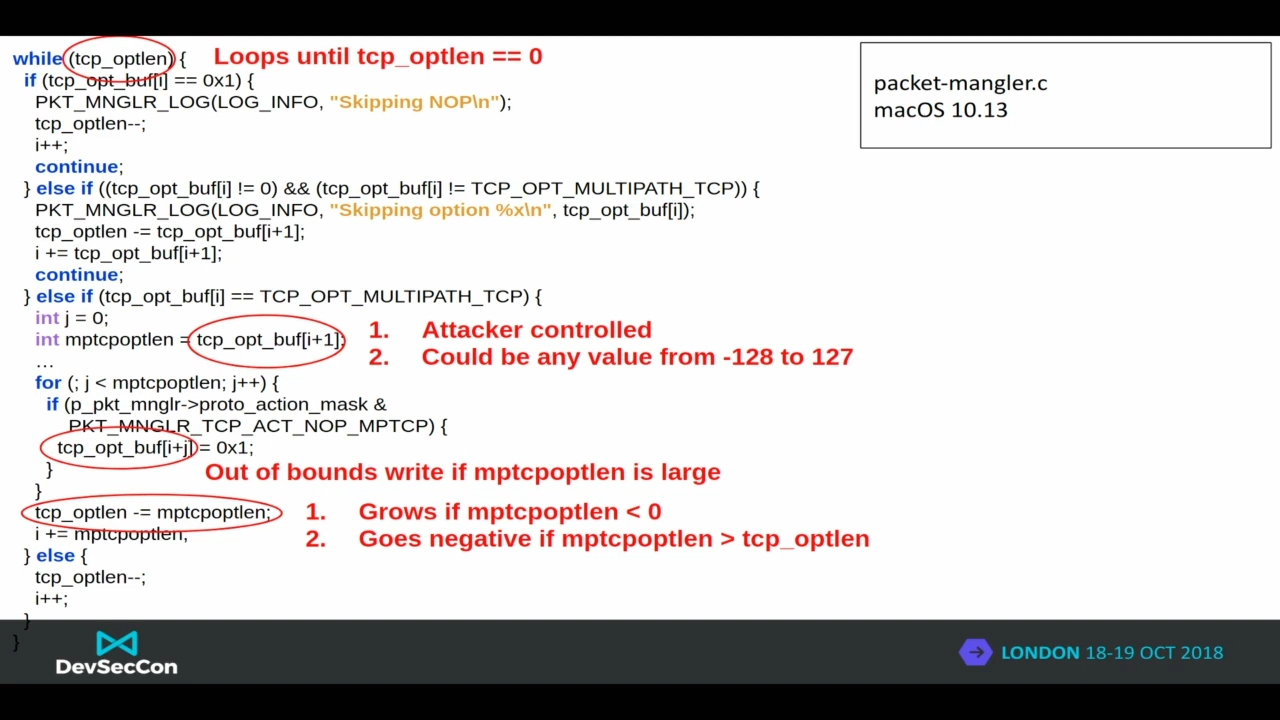 while (tcp_optlen) {
Loops until tcp_optlen == 0
if (tcp_opt_buf[i] == 0x1) {
PKT_MNGLR_LOG(LOG_INFO, "Skipping NOP\n");
tcp_optlen--;
i++;
continue;
} else if ((tcp_opt_buf[i] != 0) && (tcp_opt_buf[i] != TCP_OPT_MULTIPATH_TCP)) {
PKT_MNGLR_LOG(LOG_INFO, "Skipping option %x\n", tcp_opt_buf[i]);
tcp_optlen -= tcp_opt_buf[i+1];
i += tcp_opt_buf[i+1];
continue;
} else if (tcp_opt_buf[i] == TCP_OPT_MULTIPATH_TCP) {
int j = 0;
int mptcpoptlen = tcp_opt_buf[i+1];
1. Attacker controlled
2. Could be any value from -128 to 127
…
for (; j < mptcpoptlen; j++) {
if (p_pkt_mnglr->proto_action_mask &
PKT_MNGLR_TCP_ACT_NOP_MPTCP) {
tcp_opt_buf[i+j] = 0x1;
}
Out of bounds write if mptcpoptlen is large
}
tcp_optlen -= mptcpoptlen;
1. Grows if mptcpoptlen < 0
i += mptcpoptlen;
2. Goes negative if mptcpoptlen > tcp_optlen
} else {
tcp_optlen--;
i++;
}
}
packet-mangler.c
macOS 10.13
DevSecCon
LONDON 18-19 OCT 2018